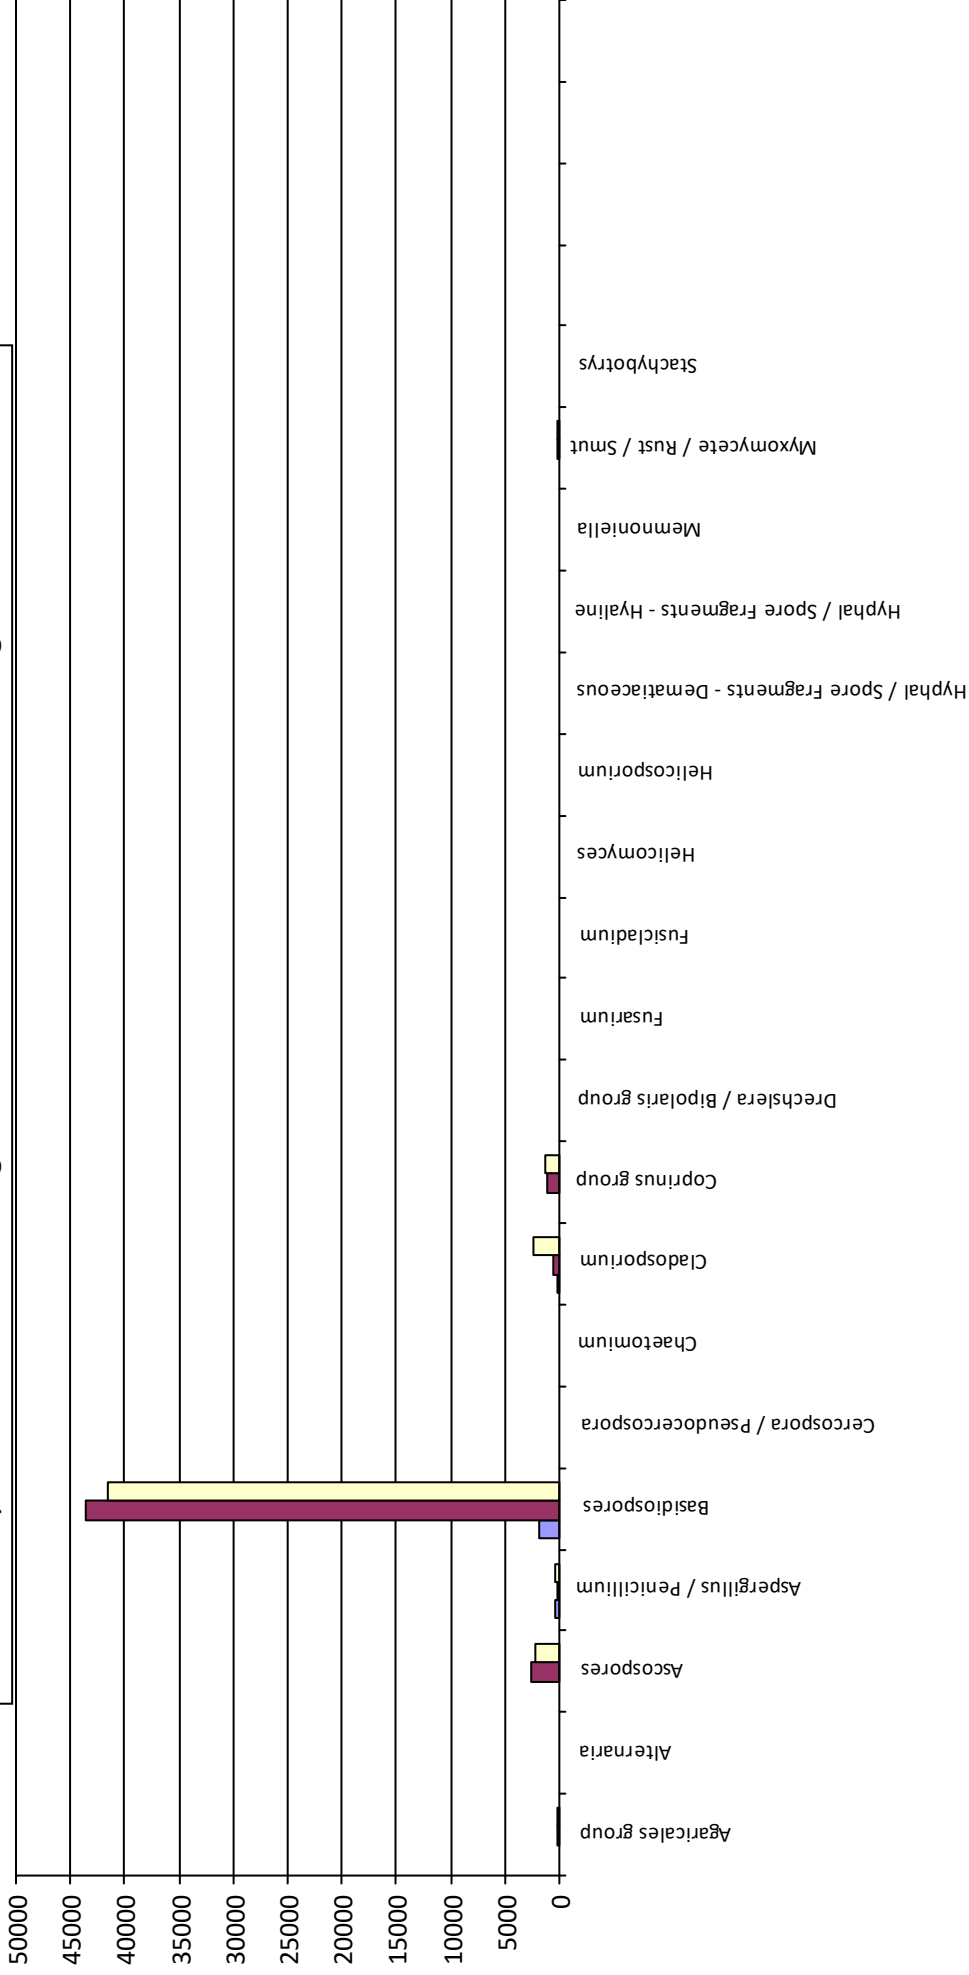 50000
45000
40000
35000
30000
25000
20000
15000
10000
5000
0
Agaricales group
Alternaria
Ascospores
Aspergillus / Penicillium
Basidiospores
Cercospora / Pseudocercospora
Chaetomium
Cladosporium
Coprinus group
Drechslera / Bipolaris group
Fusarium
Fusicladium
Helicomyces
Helicosporium
Hyphal / Spore Fragments - Dematiaceous
Hyphal / Spore Fragments - Hyaline
Memnoniella
Myxomycete / Rust / Smut
Stachybotrys